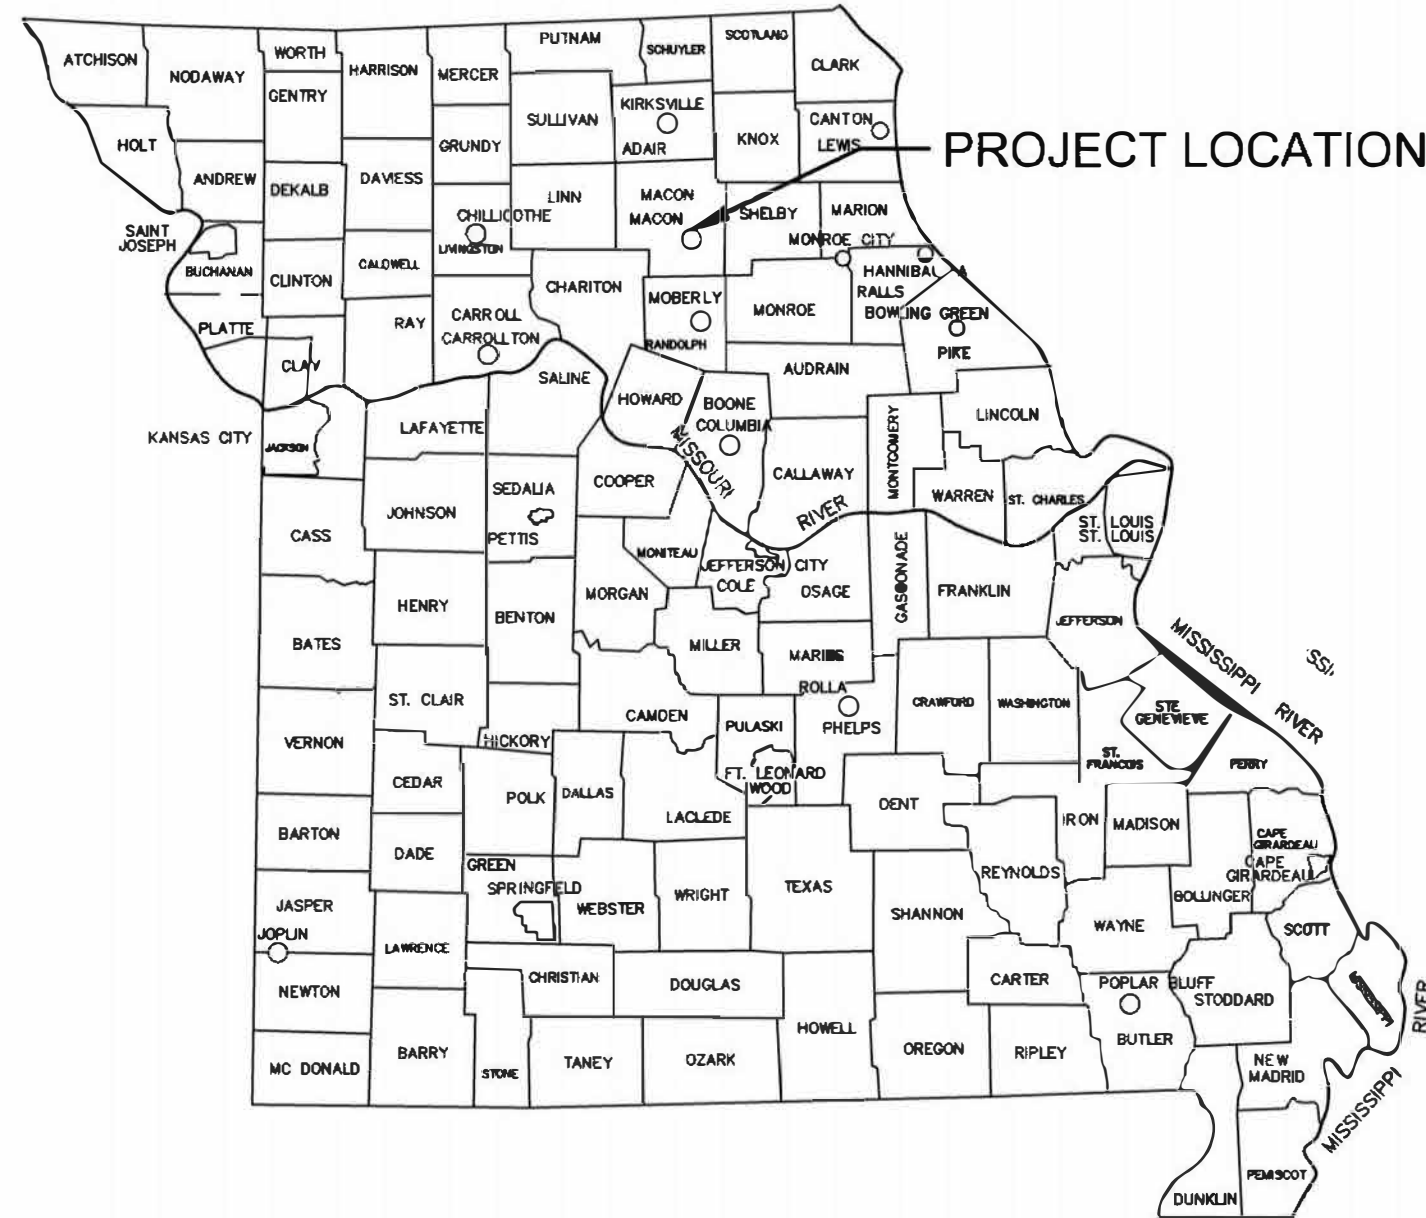 ATCHISON
NODAWAY
WORTH
GENTRY
HARRISON
MERCER
PUTNAM
SCHUYLER
SCOTLAND
CLARK
HOLT
ANDREW
DEKALB
DAVIESS
GRUNDY
SULLIVAN
KIRKSVILLE
ADAIR
KNOX
CANTON
LEWIS
PROJECT LOCATION
SAINT
JOSEPH
BUCHANAN
CLINTON
CALDWELL
CHILLICOTHE
LIVINGSTON
LINN
MACON
MACON
SHELBY
MARION
MONROE CITY
PLATTE
CLAY
RAY
CARROLL
CARROLLTON
CHARITON
MOBERLY
RANDOLPH
MONROE
RALLS
BOWLING GREEN
PIKE
AUDRAIN
KANSAS CITY
JACKSON
LAFAYETTE
SALINE
HOWARD
BOONE
COLUMBIA
MISSOURI
RIVER
CALLAWAY
MONTGOMERY
LINCOLN
WARREN
ST. CHARLES
ST. LOUIS
ST. LOUIS
CASS
JOHNSON
SEDALIA
PETTIS
COOPER
MONITEAU
MORGAN
JEFFERSON CITY
COLE
OSAGE
GASCONADE
FRANKLIN
JEFFERSON
BATES
HENRY
BENTON
MILLER
ROLLA
PHELPS
MISSISSIPPI
RIVER
VERNON
ST. CLAIR
HICKORY
CAMDEN
PULASKI
FT. LEONARD
WOOD
CRAWFORD
WASHINGTON
STE
GENEVIEVE
ST.
FRANCOIS
PERRY
CEDAR
POLK
DALLAS
LACLEDE
DENT
IRON
MADISON
CAPE
GIRARDEAU
CAPE
GIRARDEAU
BARTON
DADE
GREEN
SPRINGFELD
WEBSTER
WRIGHT
TEXAS
SHANNON
REYNOLDS
WAYNE
BOLLINGER
SCOTT
JASPER
JOPLIN
NEWTON
LAWRENCE
CHRISTIAN
DOUGLAS
HOWELL
CARTER
POPLAR BLUFF
BUTLER
STODDARD
MISSISSIPPI
RIVER
MC DONALD
BARRY
STONE
TANEY
OZARK
OREGON
RIPLEY
NEW
MADRID
MISSISSIPPI
DUNKLIN
PEMISCOT